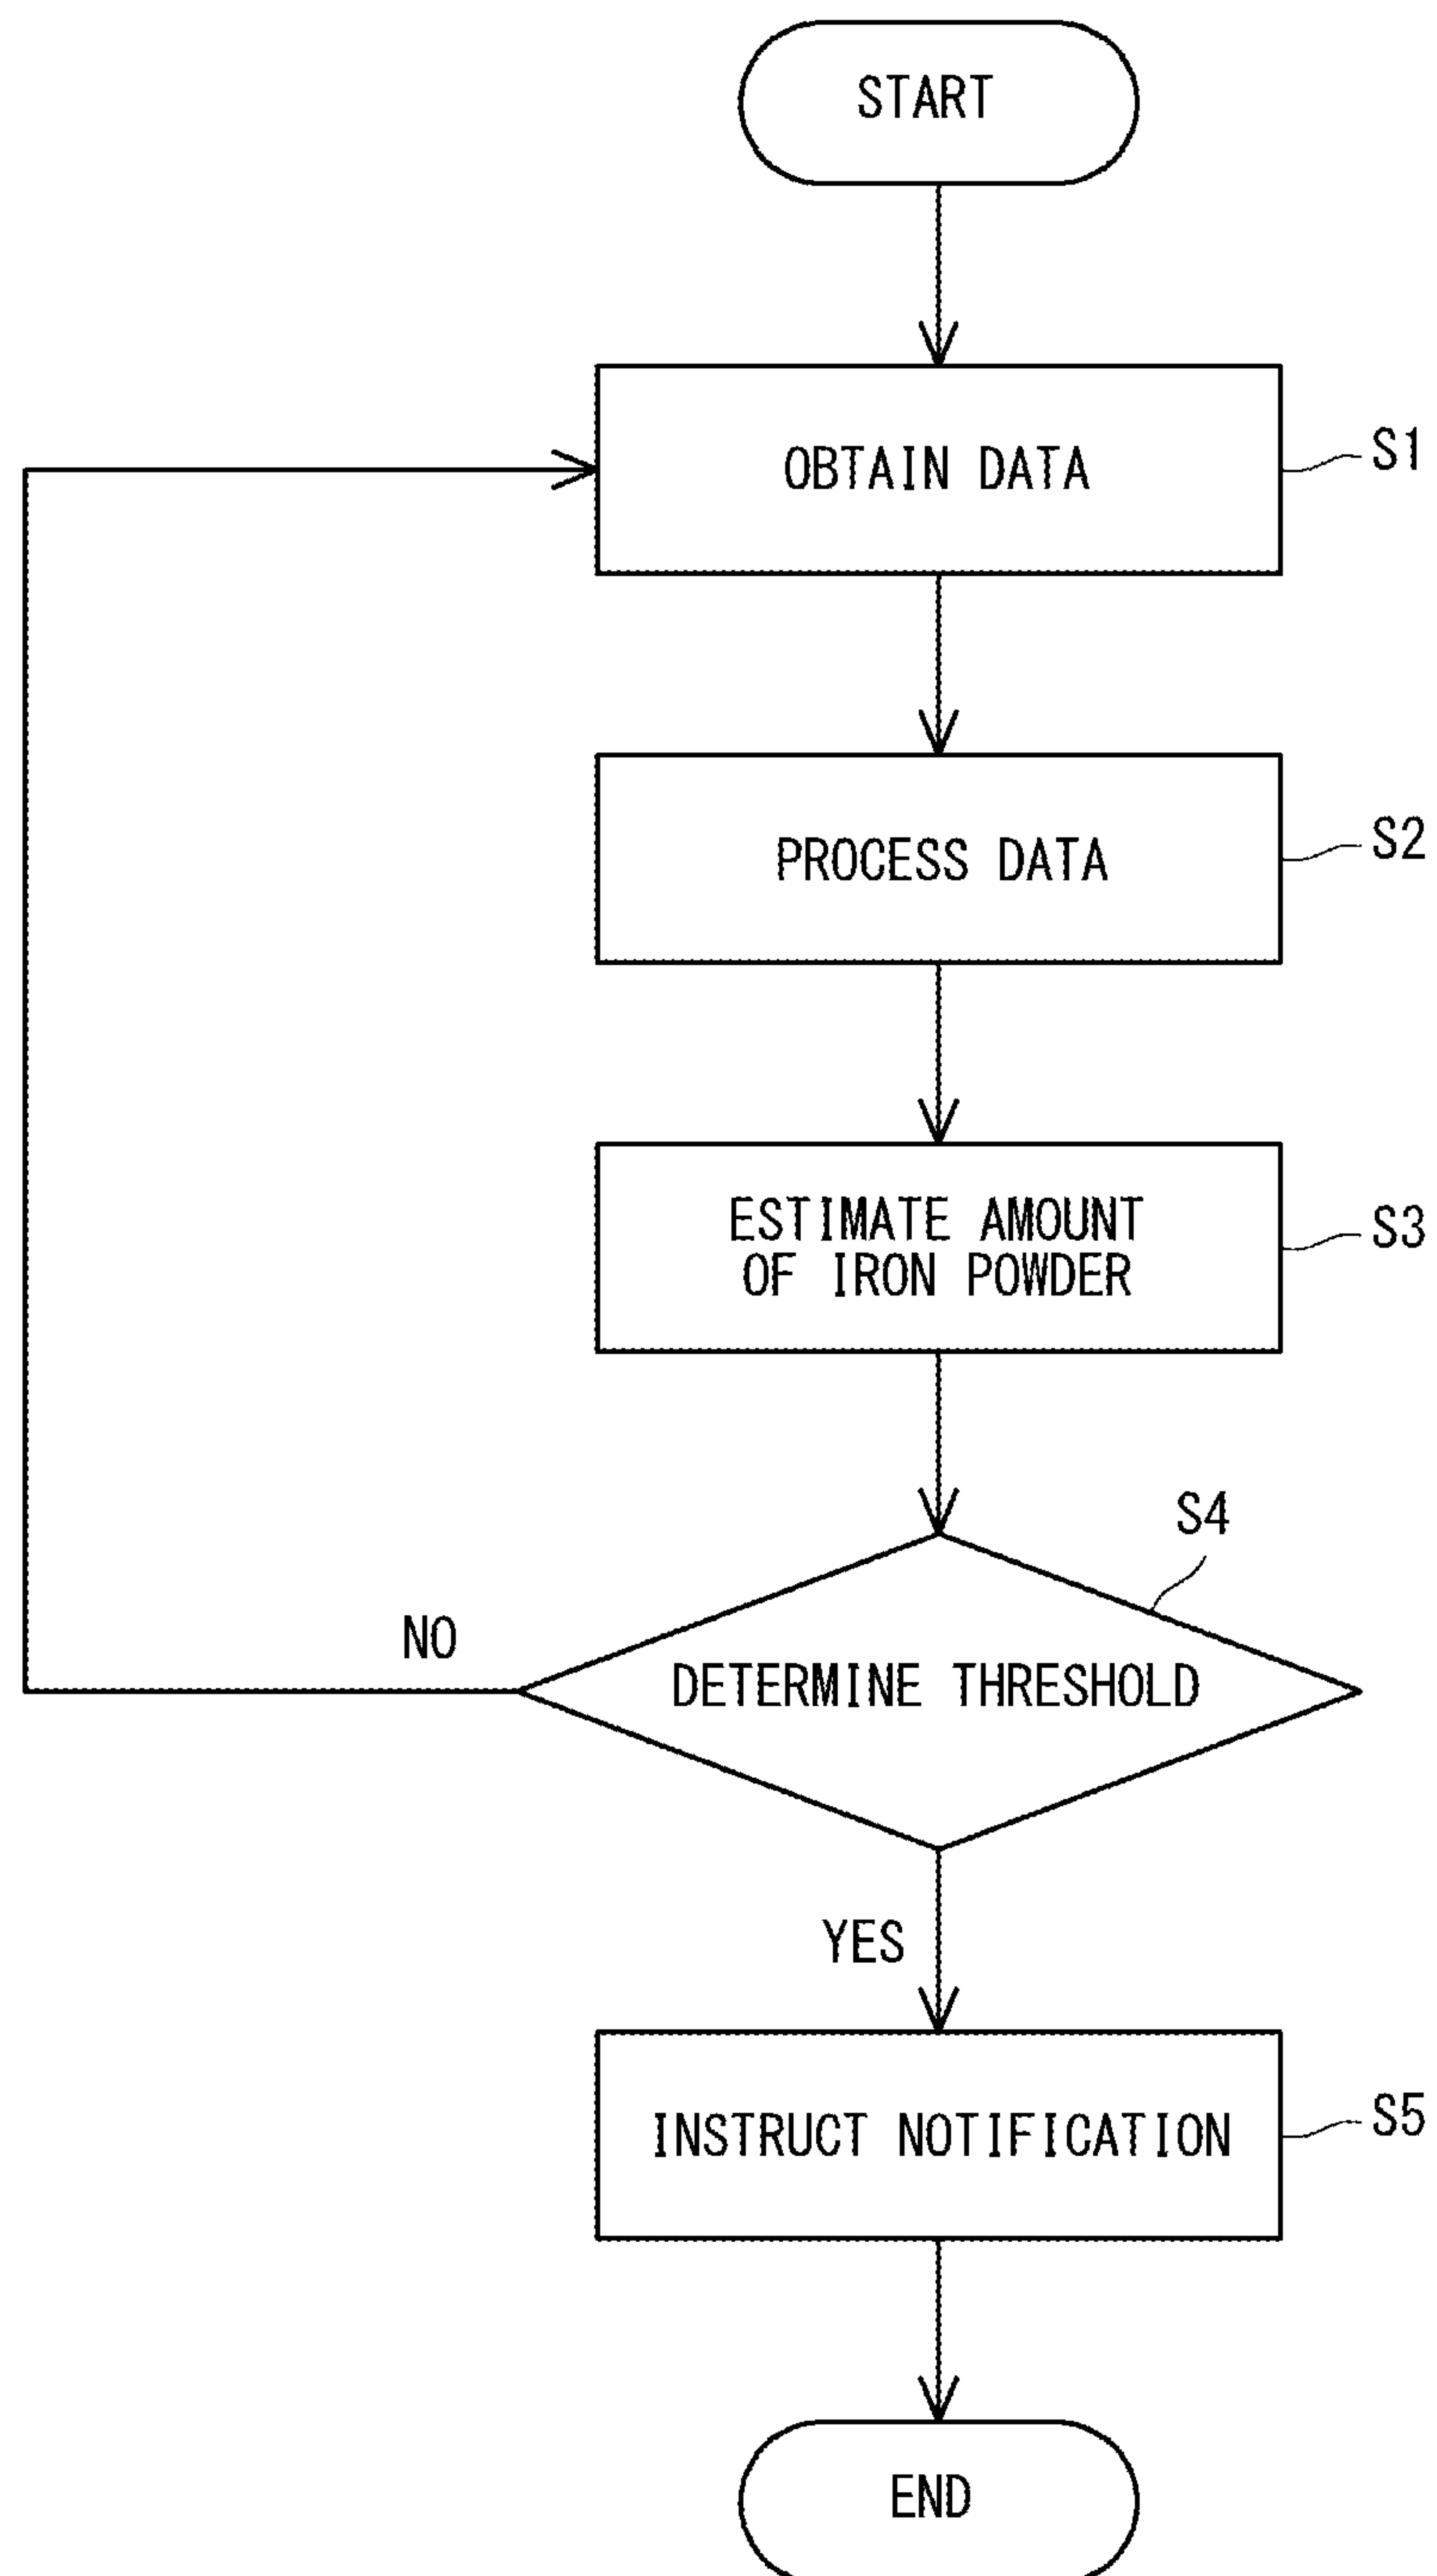 START
OBTAIN DATA
S1
PROCESS DATA
S2
ESTIMATE AMOUNT
OF IRON POWDER
S3
S4
DETERMINE THRESHOLD
NO
YES
INSTRUCT NOTIFICATION
S5
END